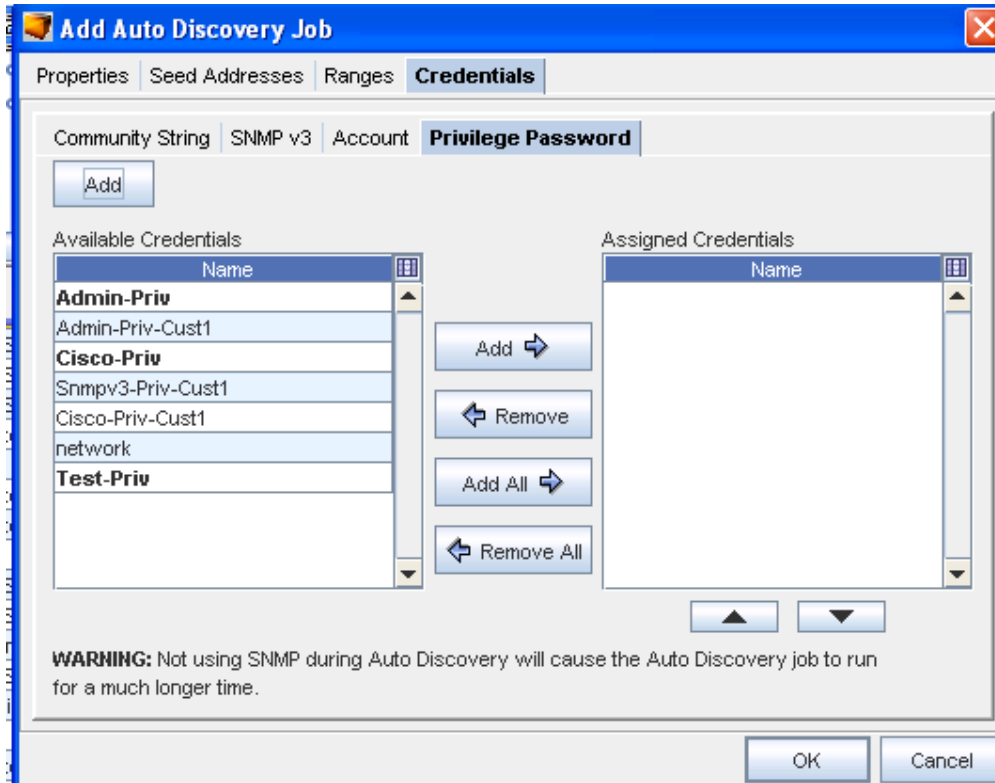 Add Auto Discovery Job
Properties Seed Addresses Ranges Credentials
Community String SNMP v3 Account Privilege Password
Add
Available Credentials
Name
Admin-Priv
Admin-Priv-Cust1
Cisco-Priv
Snmpv3-Priv-Cust1
Cisco-Priv-Cust1
network
Test-Priv
Add
Remove
Add All
Remove All
Assigned Credentials
Name
WARNING: Not using SNMP during Auto Discovery will cause the Auto Discovery job to run
for a much longer time.
OK Cancel